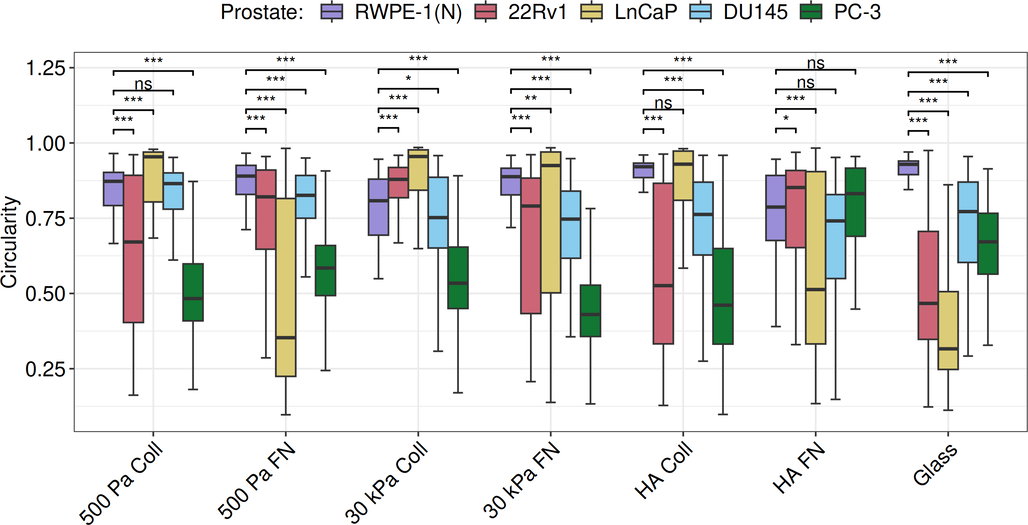 Prostate: RWPE-1(N) 22Rv1 LnCaP DU145 PC-3
*** *** *** *** *** ns ***
ns *** * *** *** ns ***
*** *** *** ** ns *** ***
*** *** *** *** *** * ***
1.25
1.00
0.75
0.50
0.25
Circularity
500 Pa Coll 500 Pa FN 30 kPa Coll 30 kPa FN HA Coll HA FN Glass